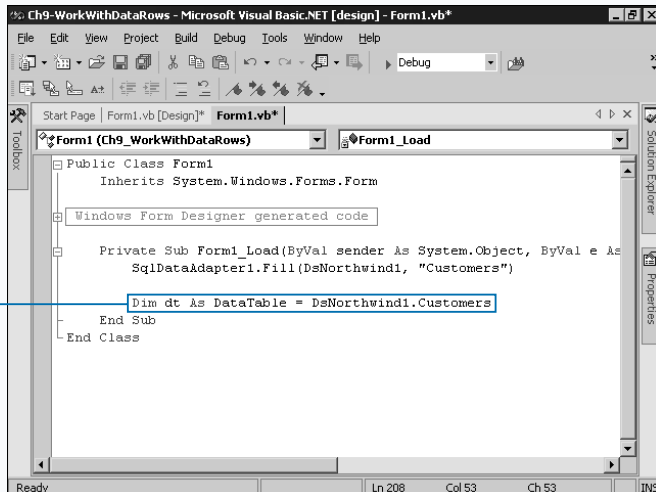 Ch9-WorkWithDataRows - Microsoft Visual Basic.NET [design] - Form1.vb*
File Edit View Project Build Debug Tools Window Help
Debug
Start Page Form1.vb [Design]* Form1.vb*
Form1 (Ch9_WorkWithDataRows) Form1_Load
Toolbox
Solution Explorer
Properties
Public Class Form1
Inherits System.Windows.Forms.Form
Windows Form Designer generated code
Private Sub Form1_Load(ByVal sender As System.Object, ByVal e As
SqlDataAdapter1.Fill(DsNorthwind1, "Customers")
Dim dt As DataTable = DsNorthwind1.Customers
End Sub
End Class
Ready Ln 208 Col 53 Ch 53 INS